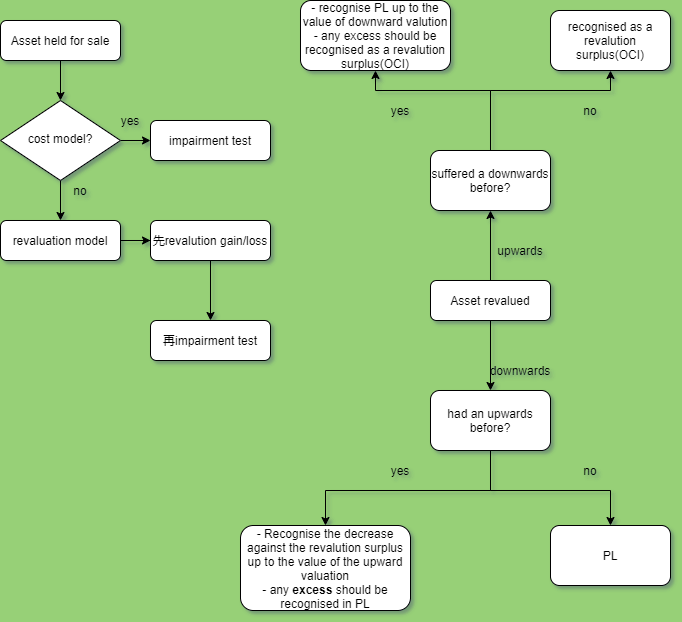 Asset held for sale
cost model?
yes
impairment test
no
revaluation model
先revalution gain/loss
再impairment test
- recognise PL up to the
value of downward valution
- any excess should be
recognised as a revalution
surplus(OCI)
recognised as a
revalution
surplus(OCI)
yes
no
suffered a downwards
before?
upwards
Asset revalued
downwards
had an upwards
before?
yes
no
- Recognise the decrease
against the revalution surplus
up to the value of the upward
valuation
- any excess should be
recognised in PL
PL